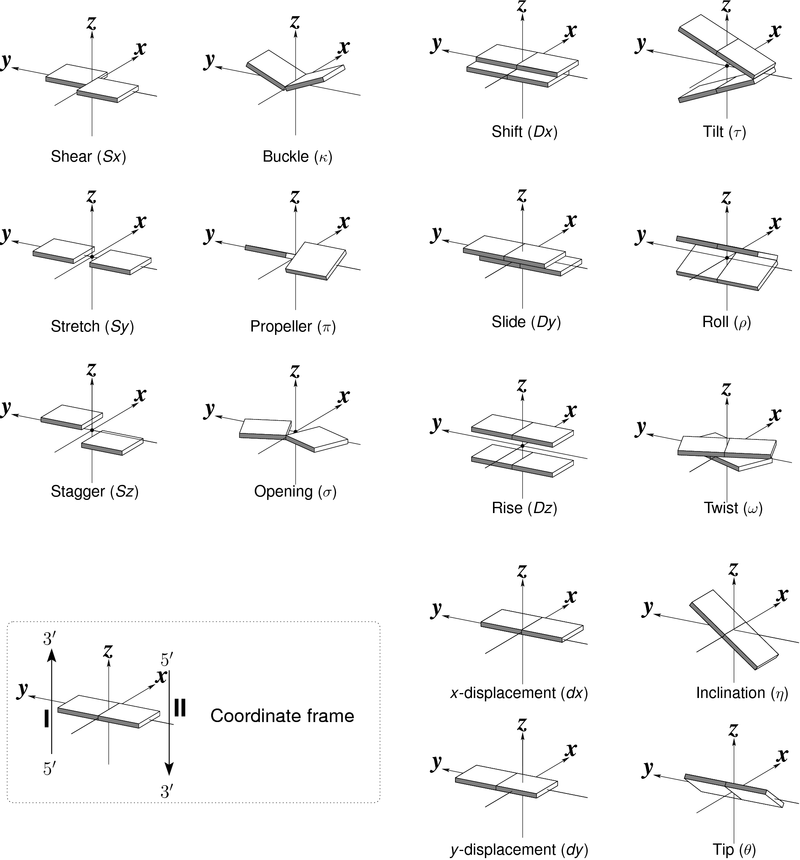 z
y
x
Shear (Sx)
z
y
x
Buckle (κ)
z
y
x
Shift (Dx)
z
y
x
Tilt (τ)
z
y
x
Stretch (Sy)
z
y
x
Propeller (π)
z
y
x
Slide (Dy)
z
y
x
Roll (ρ)
z
y
x
Stagger (Sz)
z
y
x
Opening (σ)
z
y
x
Rise (Dz)
z
y
x
Twist (ω)
z
y
x
x-displacement (dx)
z
y
x
Inclination (η)
3′
z
5′
y
x
I
II
Coordinate frame
5′
3′
z
y
x
y-displacement (dy)
z
y
x
Tip (θ)